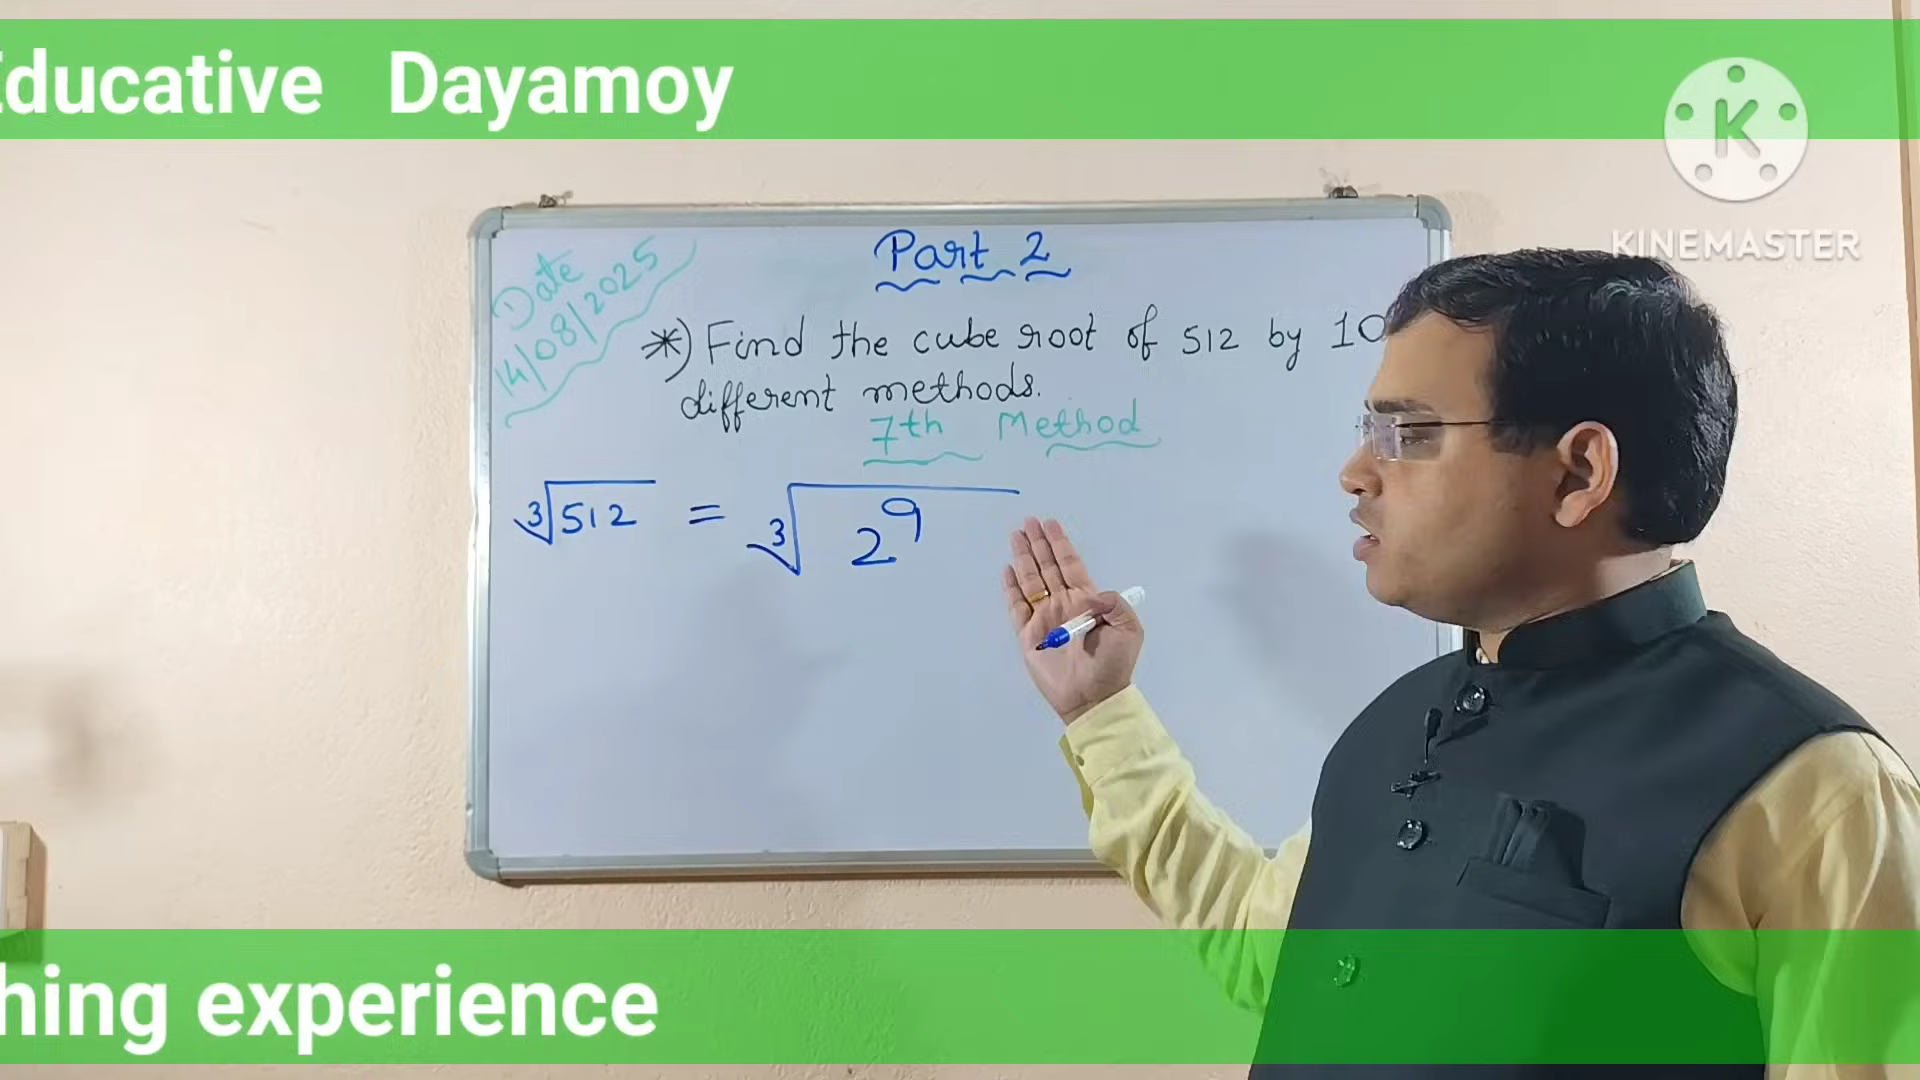 Educative Dayamoy
K
KINEMASTER
Date
14/08/2025
Part 2
*) Find the cube root of 512 by 10
different methods.
7th Method
∛512 = ∛2⁹
hing experience